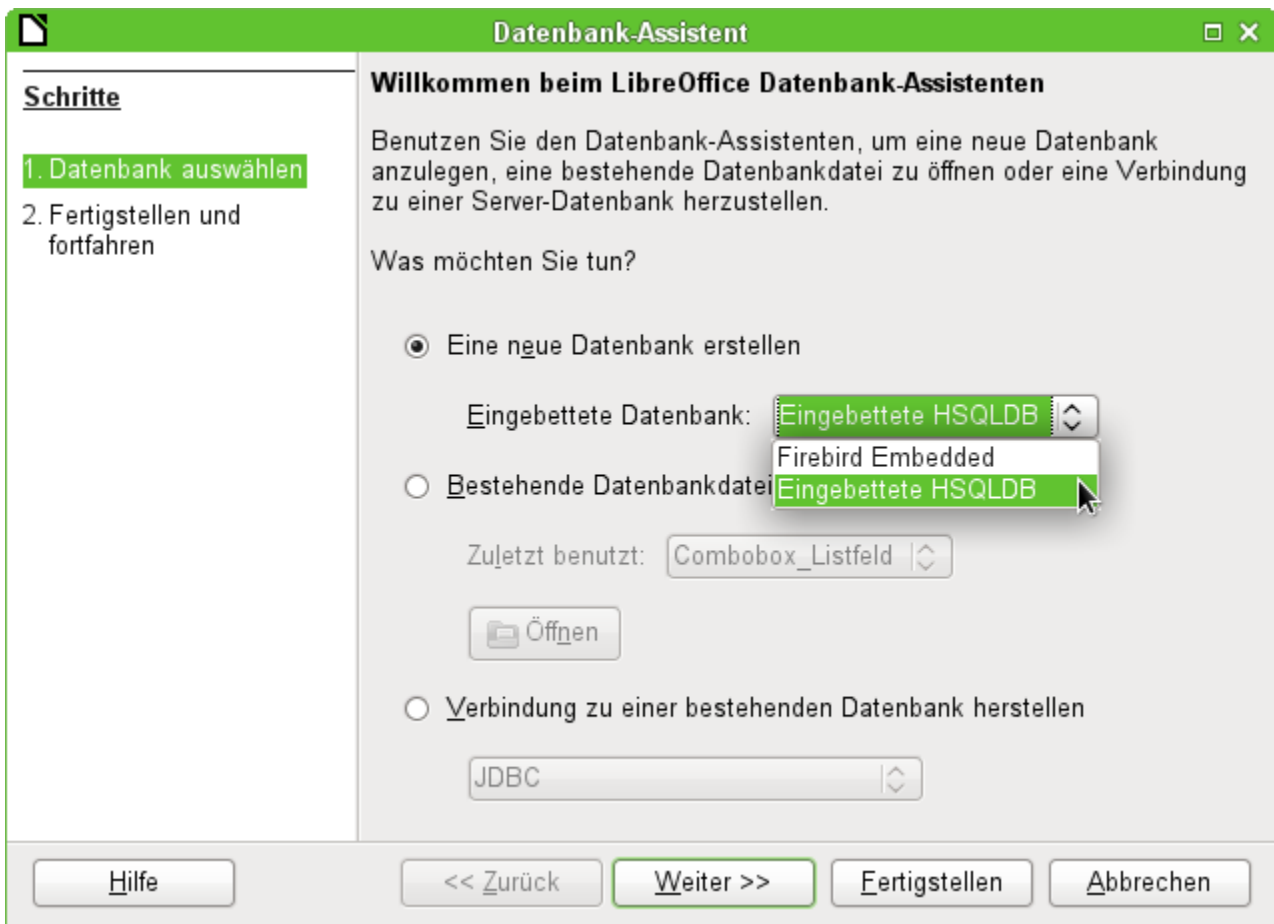 Datenbank-Assistent
Schritte
1. Datenbank auswählen
2. Fertigstellen und
fortfahren
Willkommen beim LibreOffice Datenbank-Assistenten
Benutzen Sie den Datenbank-Assistenten, um eine neue Datenbank
anzulegen, eine bestehende Datenbankdatei zu öffnen oder eine Verbindung
zu einer Server-Datenbank herzustellen.
Was möchten Sie tun?
Eine neue Datenbank erstellen
Eingebettete Datenbank: Eingebettete HSQLDB
Firebird Embedded
Bestehende Datenbankdatei Eingebettete HSQLDB
Zuletzt benutzt: Combobox_Listfeld
Öffnen
Verbindung zu einer bestehenden Datenbank herstellen
JDBC
Hilfe << Zurück Weiter >> Fertigstellen Abbrechen